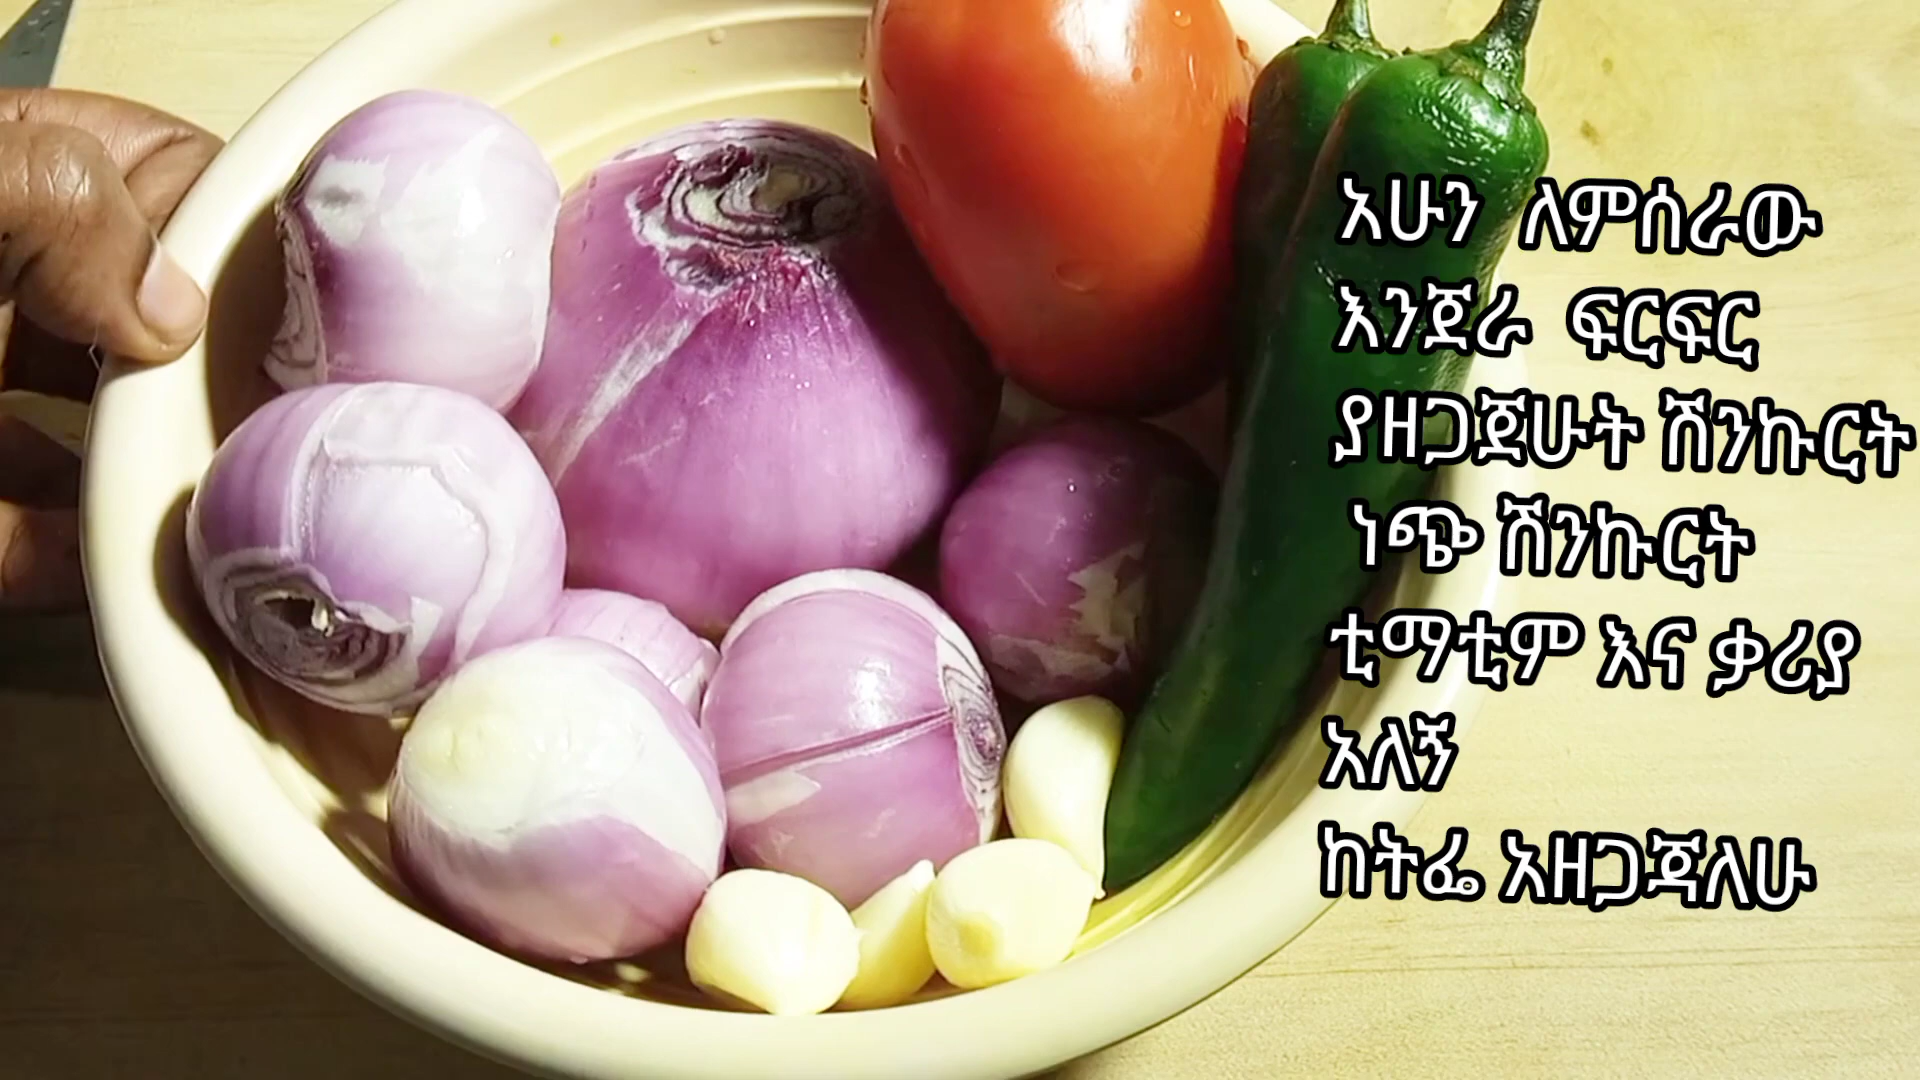 አሁን ለምሰራው
እንጀራ ፍርፍር
ያዘጋጀሁት ሽንኩርት
ነጭ ሽንኩርት
ቲማቲም እና ቃሪያ
አለኝ
ከትፌ አዘጋጃለሁ